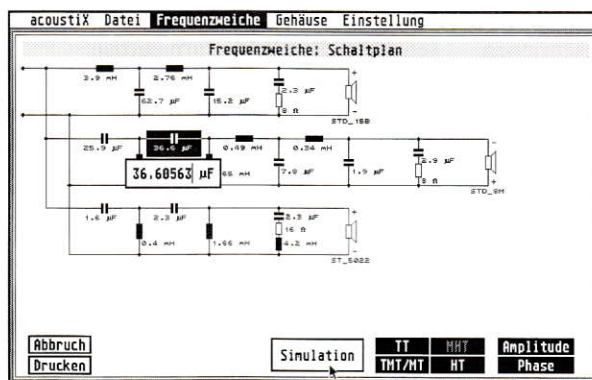 acoustiX Datei Frequenzweiche Gehäuse Einstellung
Frequenzweiche: Schaltplan
3.9 mH 2.76 mH
62.7 µF 15.2 µF 2.3 µF
8 Ω
STD_15B
+
-
25.9 µF 36.6 µF 0.49 mH 0.34 mH
36.60563 µF
65 mH 7.8 µF 1.9 µF 2.9 µF
8 Ω
STD_9M
-
+
1.6 µF 2.3 µF
0.4 mH 1.66 mH 2.3 µF
16 Ω
4.2 mH
ST_5022
+
-
Abbruch
Drucken
Simulation
TT MHT
TMT/MT HT
Amplitude
Phase